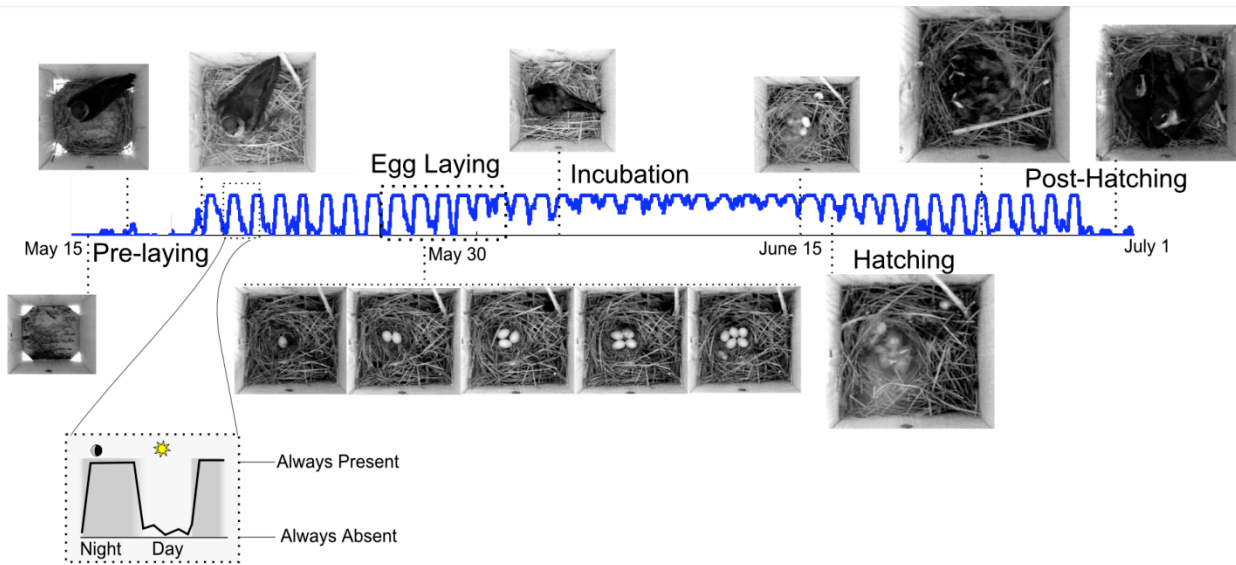 Egg Laying
Incubation
Post-Hatching
May 15
Pre-laying
May 30
June 15
Hatching
July 1
Always Present
Always Absent
Night
Day